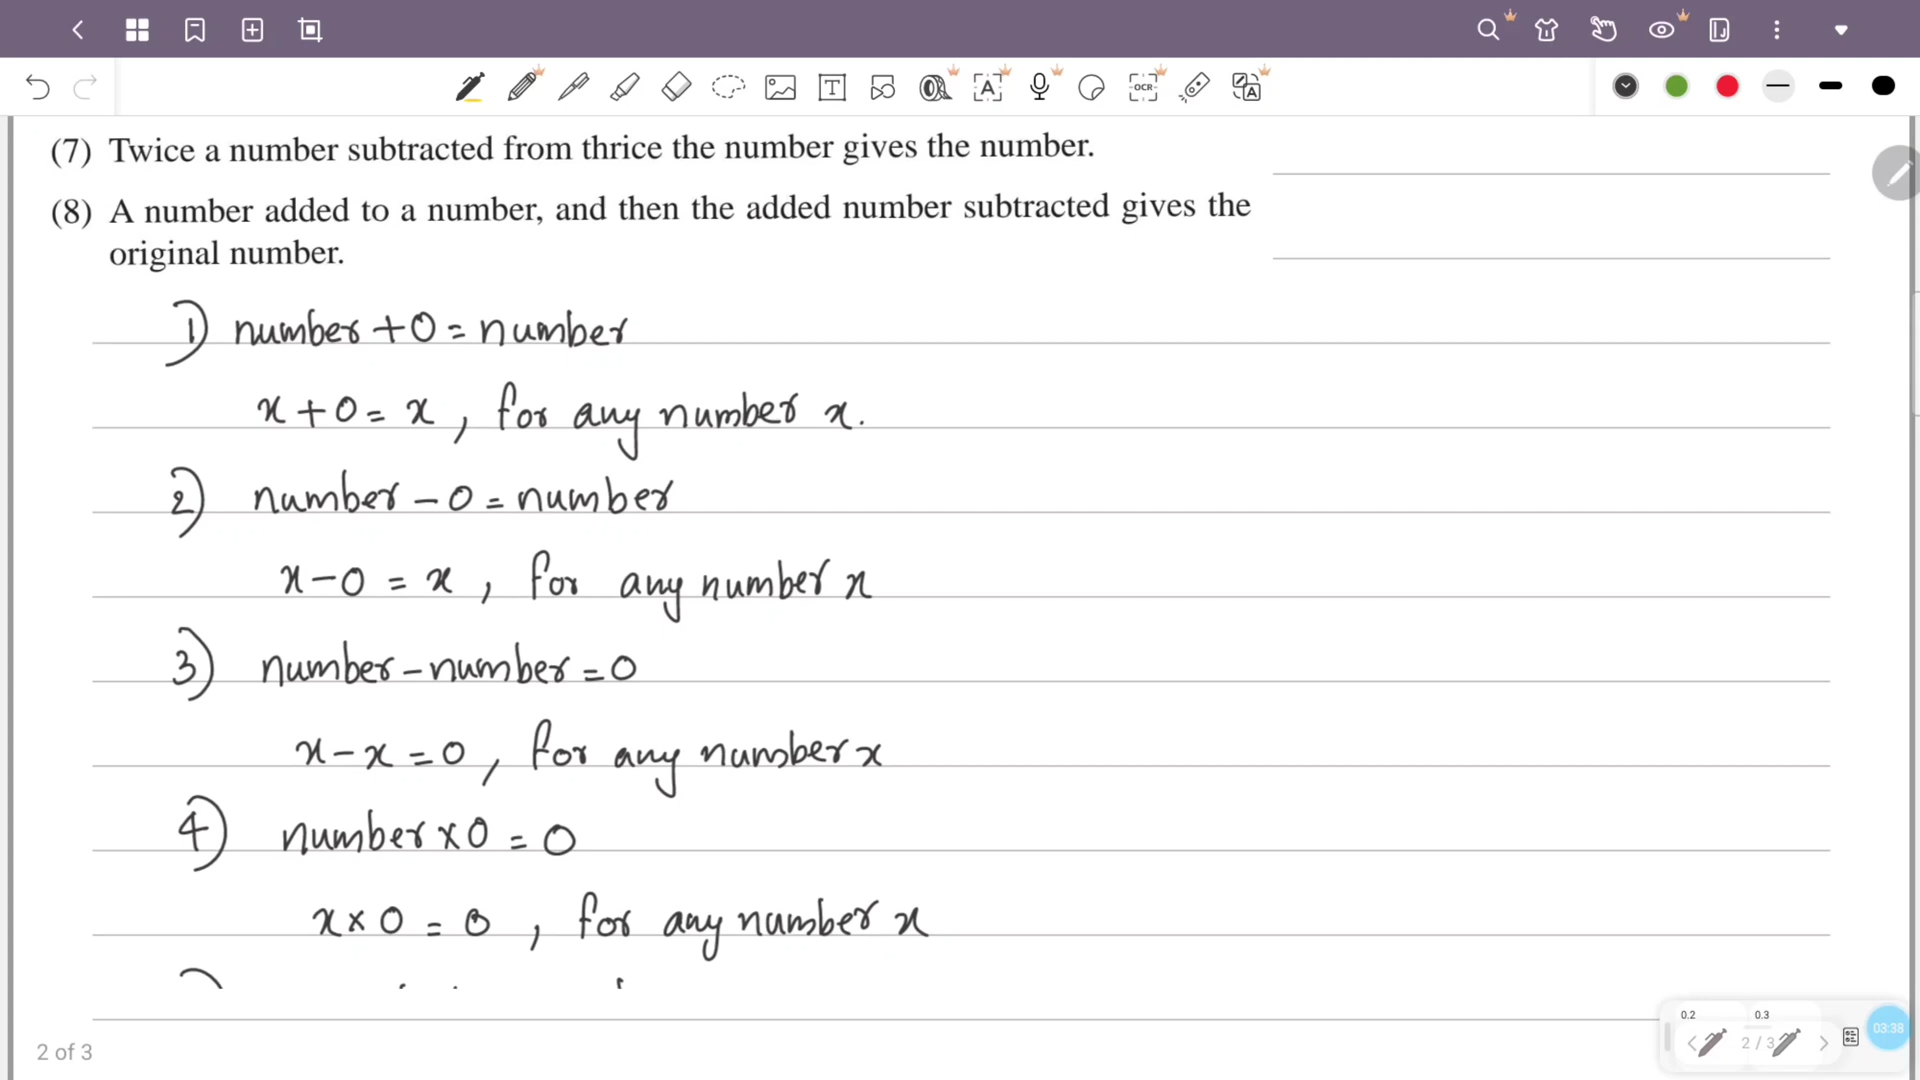 (7) Twice a number subtracted from thrice the number gives the number.
(8) A number added to a number, and then the added number subtracted gives the
original number.
1) number + 0 = number
x + 0 = x , for any number x.
2) number - 0 = number
x - 0 = x , for any number x
3) number - number = 0
x - x = 0 , for any number x
4) number × 0 = 0
x × 0 = 0 , for any number x
2 of 3
0.2 0.3
2 / 3
03:38
OCR